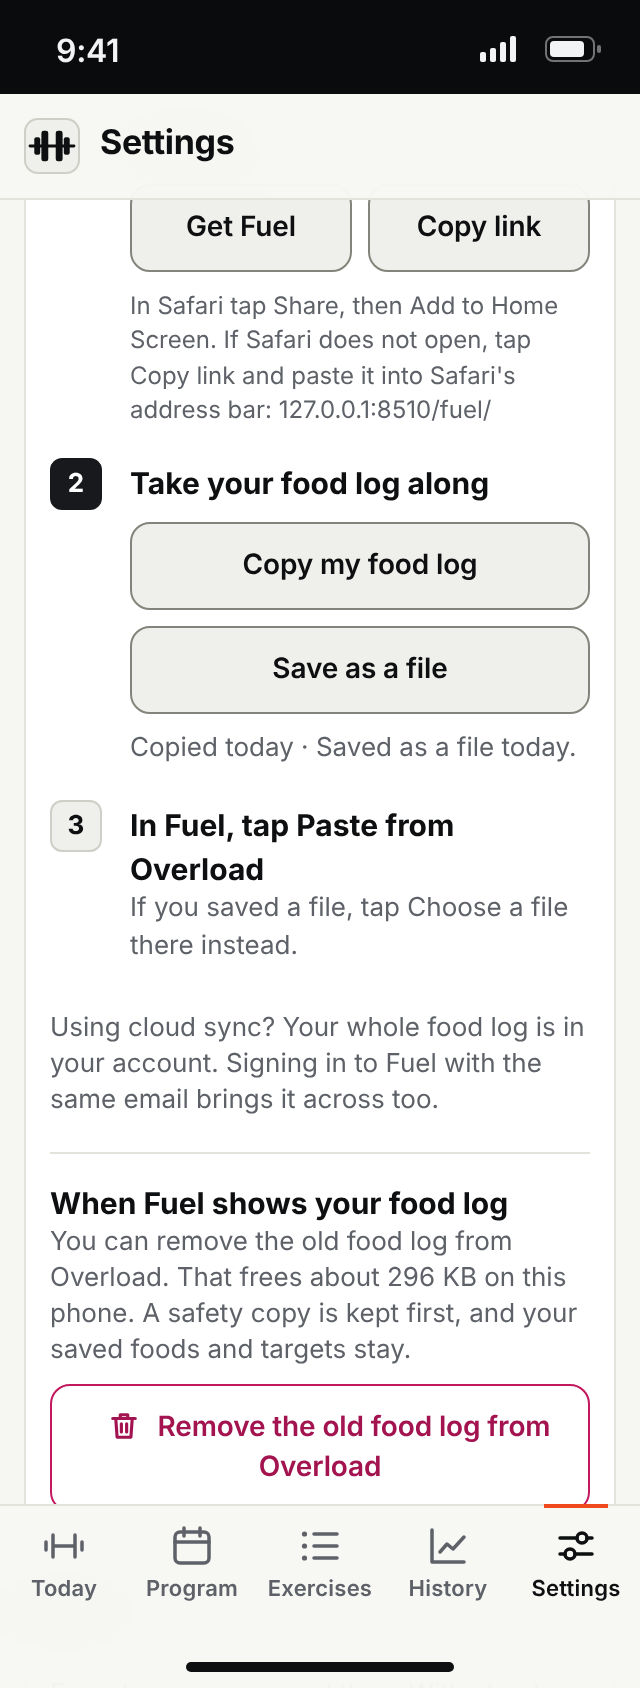 9:41
Settings
Get Fuel
Copy link
In Safari tap Share, then Add to Home
Screen. If Safari does not open, tap
Copy link and paste it into Safari's
address bar: 127.0.0.1:8510/fuel/
2
Take your food log along
Copy my food log
Save as a file
Copied today · Saved as a file today.
3
In Fuel, tap Paste from
Overload
If you saved a file, tap Choose a file
there instead.
Using cloud sync? Your whole food log is in
your account. Signing in to Fuel with the
same email brings it across too.
When Fuel shows your food log
You can remove the old food log from
Overload. That frees about 296 KB on this
phone. A safety copy is kept first, and your
saved foods and targets stay.
Remove the old food log from
Overload
Today
Program
Exercises
History
Settings